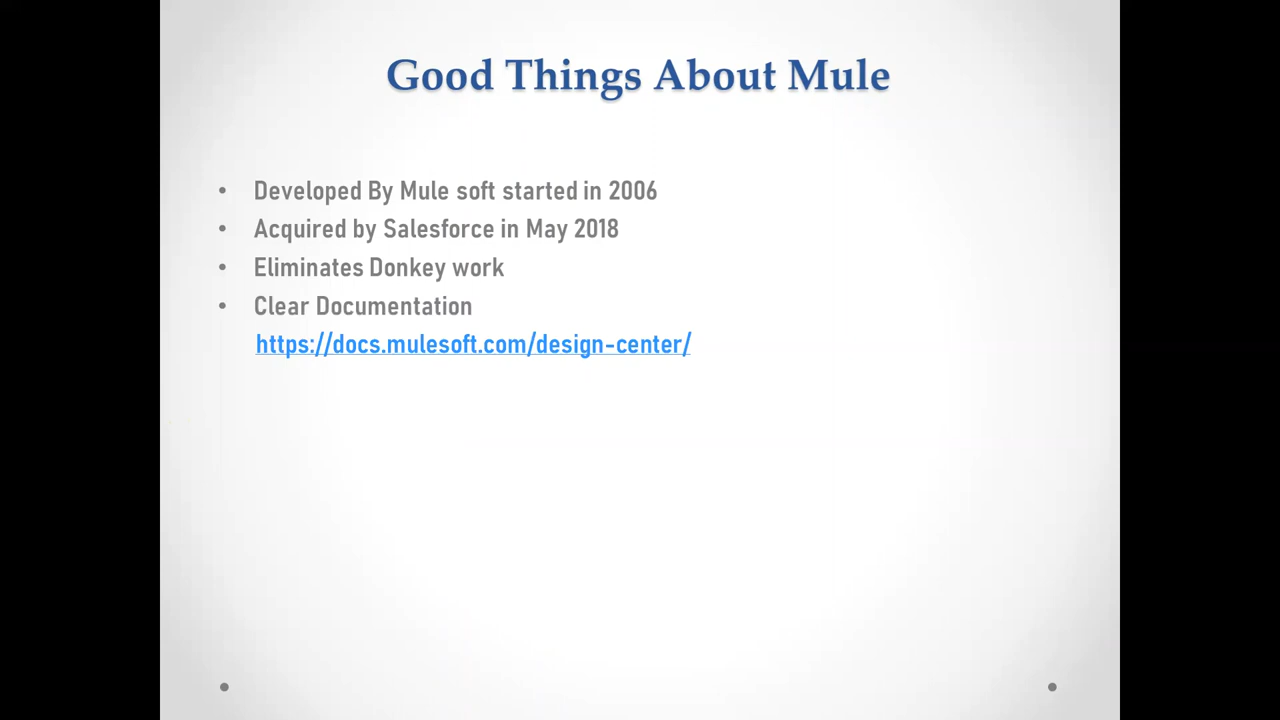 Good Things About Mule
• Developed By Mule soft started in 2006
• Acquired by Salesforce in May 2018
• Eliminates Donkey work
• Clear Documentation
https://docs.mulesoft.com/design-center/